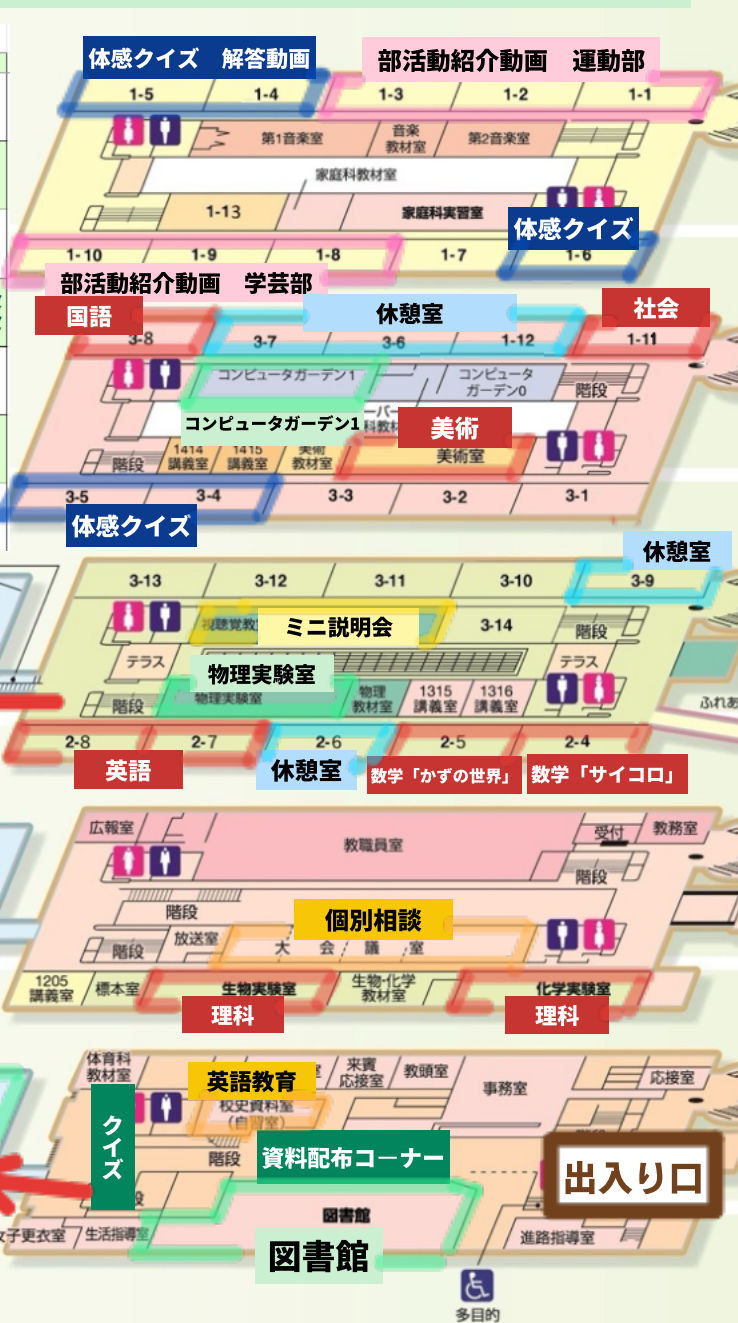 体感クイズ 解答動画
部活動紹介動画 運動部
1-5
1-4
1-3
1-2
1-1
第1音楽室
音楽
教材室
第2音楽室
家庭科教材室
1-13
家庭科実習室
体感クイズ
1-10
1-9
1-8
1-7
1-6
部活動紹介動画 学芸部
国語
休憩室
社会
3-8
3-7
3-6
1-12
1-11
コンピュータガーデン1
コンピュータ
ガーデン0
階段
コンピュータガーデン1
美術
階段
1414
講義室
1415
講義室
美術
教材室
美術室
3-5
3-4
3-3
3-2
3-1
体感クイズ
休憩室
3-13
3-12
3-11
3-10
3-9
視聴覚教
ミニ説明会
3-14
階段
テラス
物理実験室
テラス
階段
物理実験室
物理
教材室
1315
講義室
1316
講義室
ふれあ
2-8
2-7
2-6
2-5
2-4
英語
休憩室
数学「かずの世界」
数学「サイコロ」
広報室
教職員室
受付
教務室
階段
階段
個別相談
階段
放送室
大会議室
1205
講義室
標本室
生物実験室
生物・化学
教材室
化学実験室
理科
理科
体育科
教材室
英語教育
来賓
応接室
教頭室
事務室
応接室
クイズ
校史資料室
(自習室)
階段
資料配布コーナー
出入り口
図書館
女子更衣室
生活指導室
図書館
進路指導室
多目的